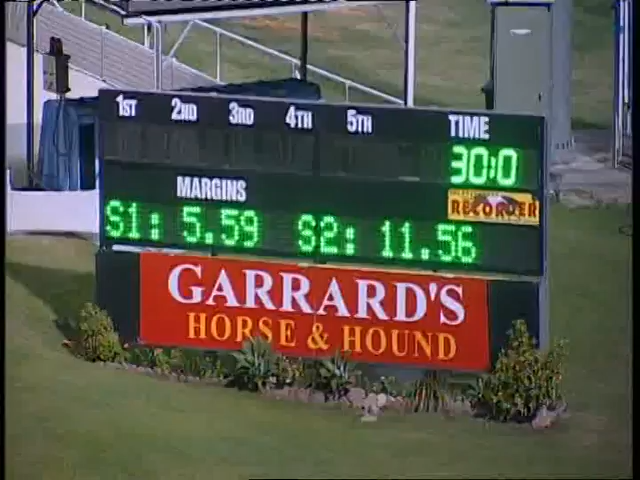 1ST 2ND 3RD 4TH 5TH TIME
30:0
MARGINS
RECORDER
S1: 5.59 S2: 11.56
GARRARD'S
HORSE & HOUND